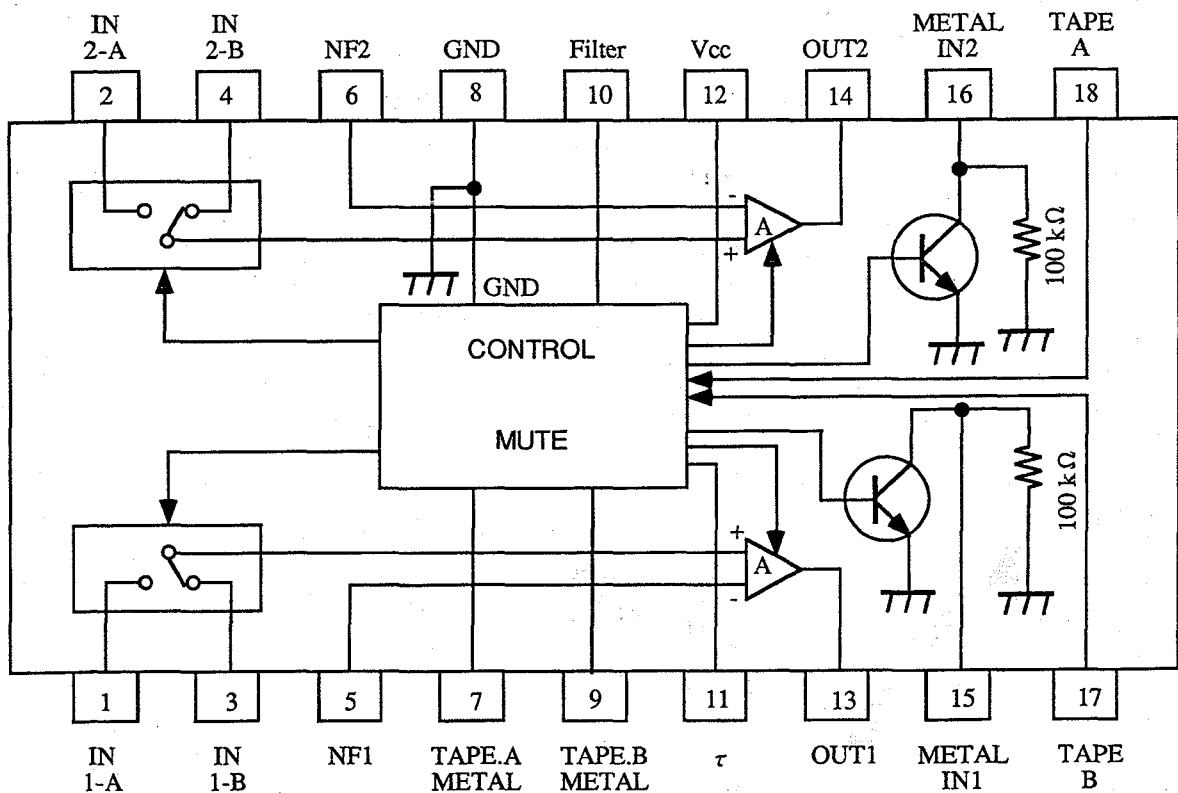 IN
2-A
IN
2-B
NF2
GND
Filter
Vcc
OUT2
METAL
IN2
TAPE
A
2
4
6
8
10
12
14
16
18
-
A
+
100 kΩ
GND
CONTROL
MUTE
+
A
-
100 kΩ
1
3
5
7
9
11
13
15
17
IN
1-A
IN
1-B
NF1
TAPE.A
METAL
TAPE.B
METAL
τ
OUT1
METAL
IN1
TAPE
B